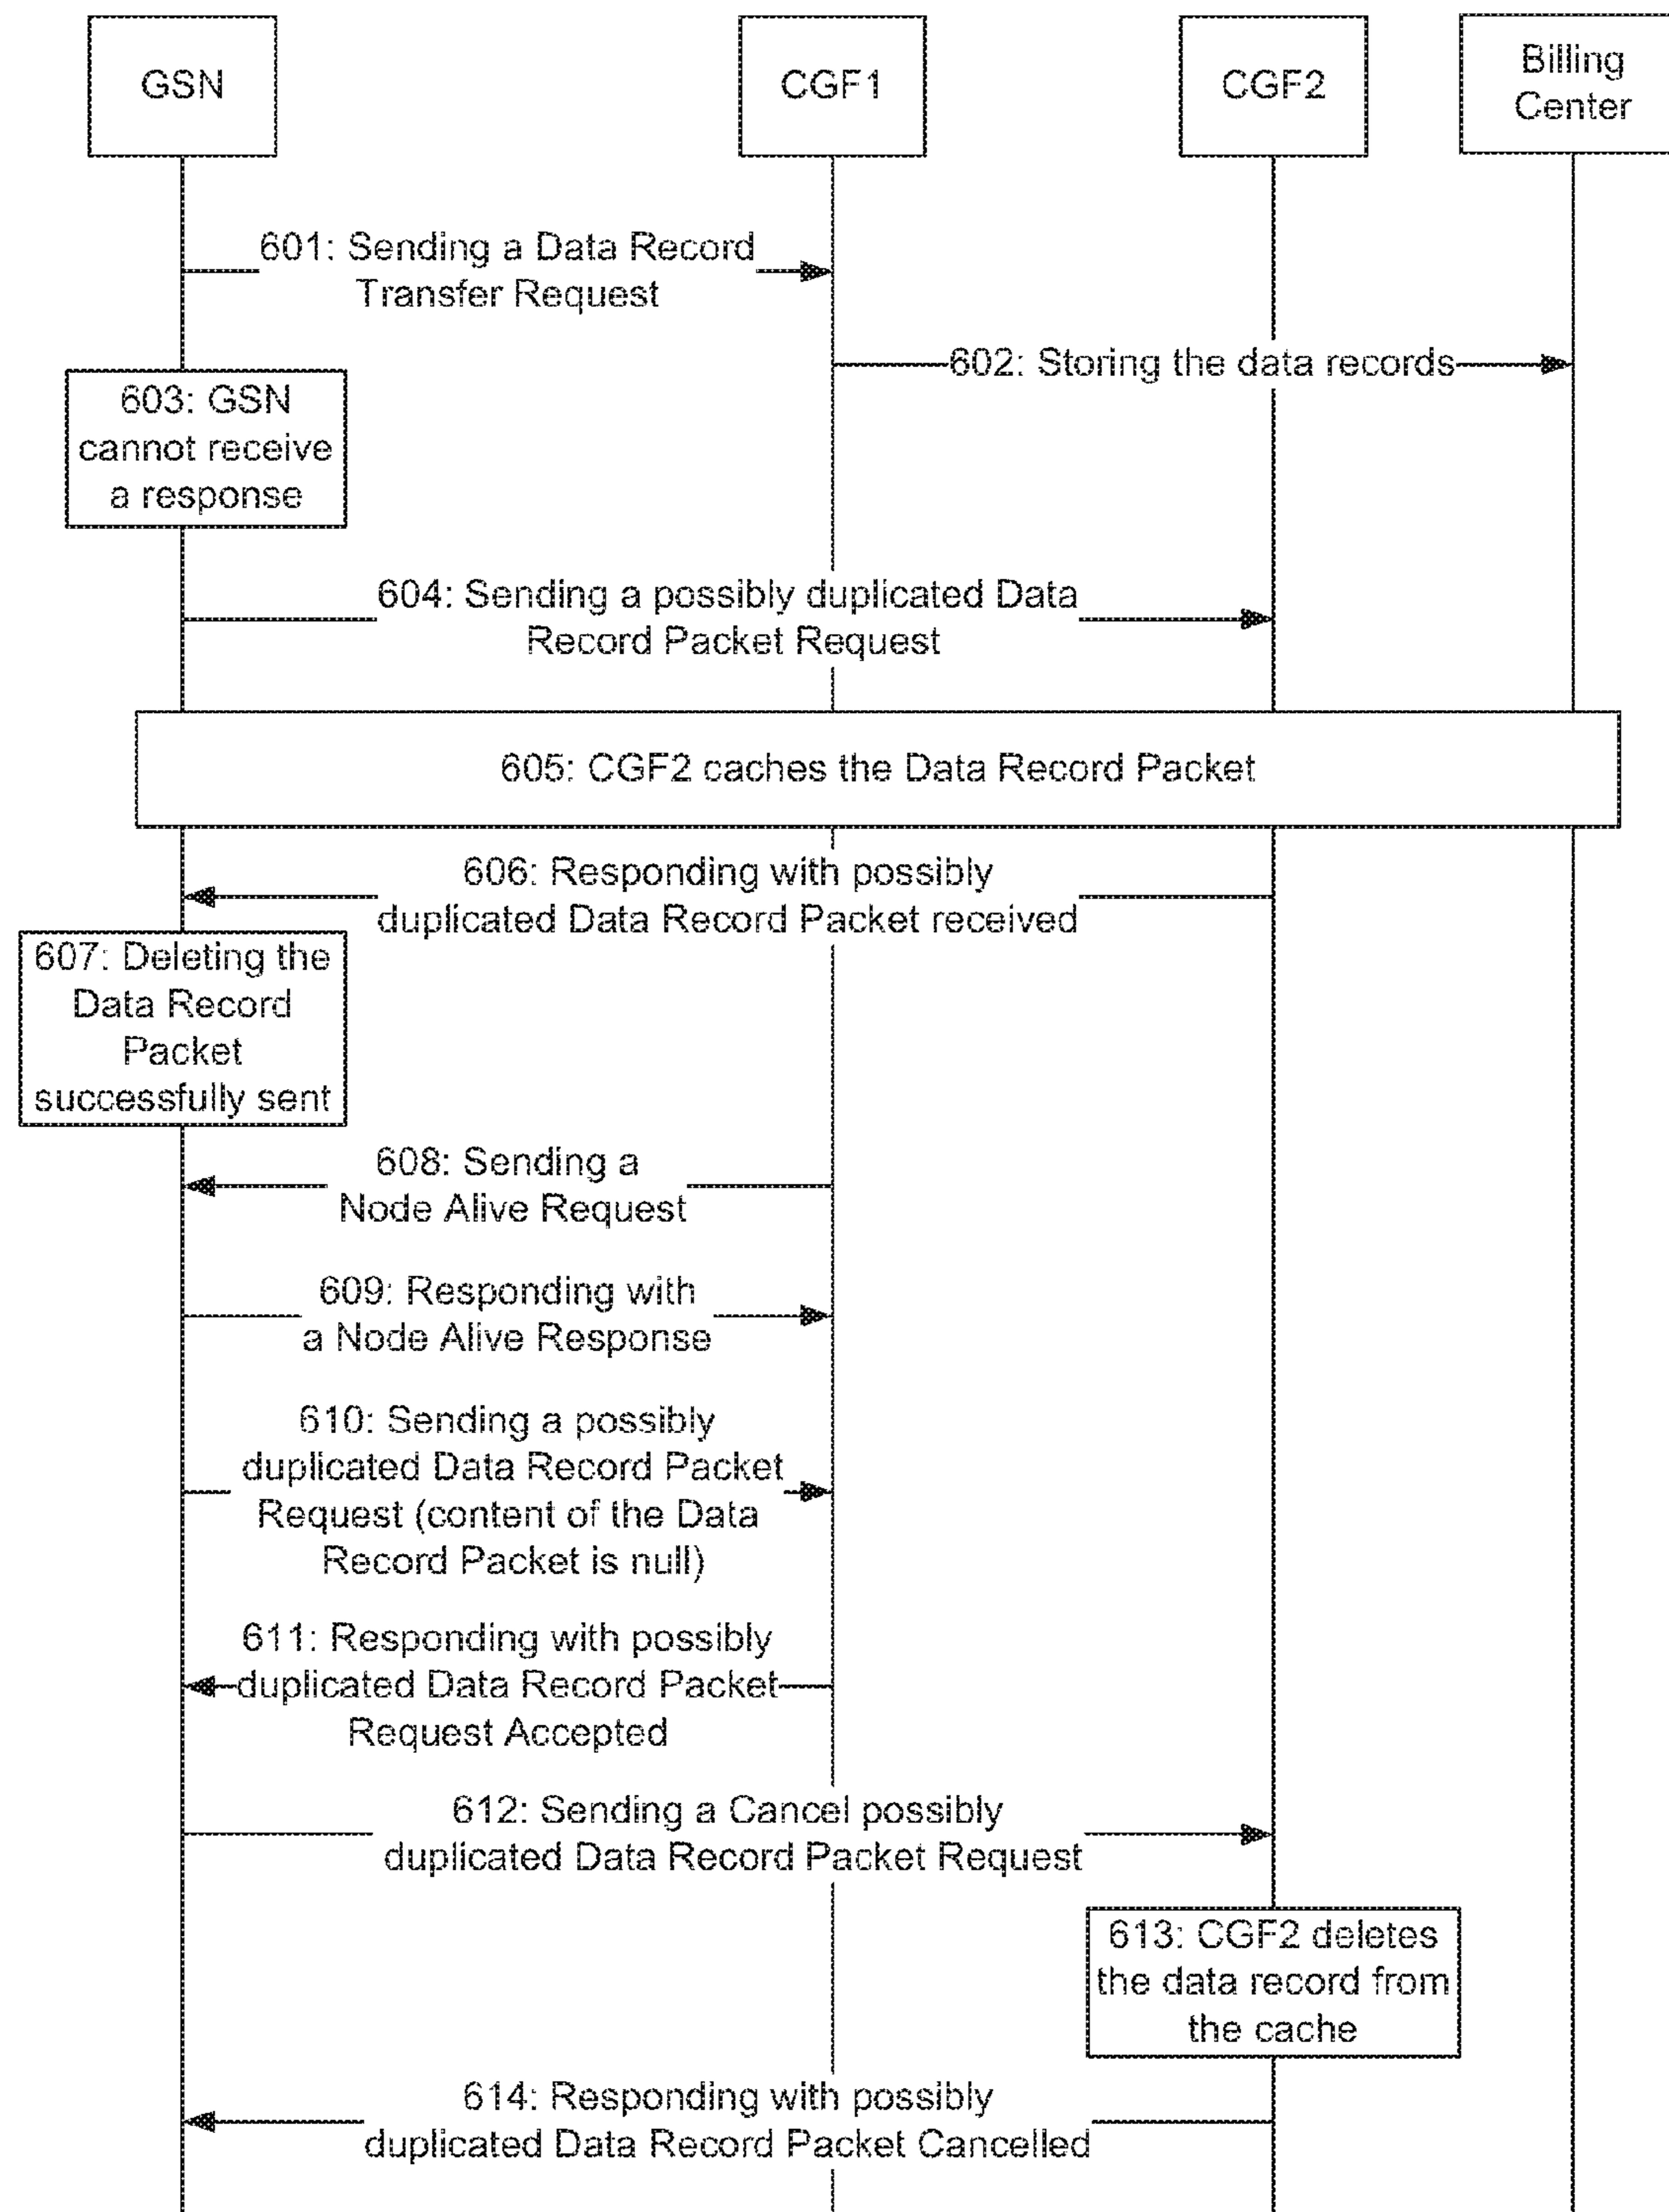 GSN
CGF1
CGF2
Billing
Center
601: Sending a Data Record
Transfer Request
602: Storing the data records
603: GSN
cannot receive
a response
604: Sending a possibly duplicated Data
Record Packet Request
605: CGF2 caches the Data Record Packet
606: Responding with possibly
duplicated Data Record Packet received
607: Deleting the
Data Record
Packet
successfully sent
608: Sending a
Node Alive Request
609: Responding with
a Node Alive Response
610: Sending a possibly
duplicated Data Record Packet
Request (content of the Data
Record Packet is null)
611: Responding with possibly
duplicated Data Record Packet
Request Accepted
612: Sending a Cancel possibly
duplicated Data Record Packet Request
613: CGF2 deletes
the data record from
the cache
614: Responding with possibly
duplicated Data Record Packet Cancelled